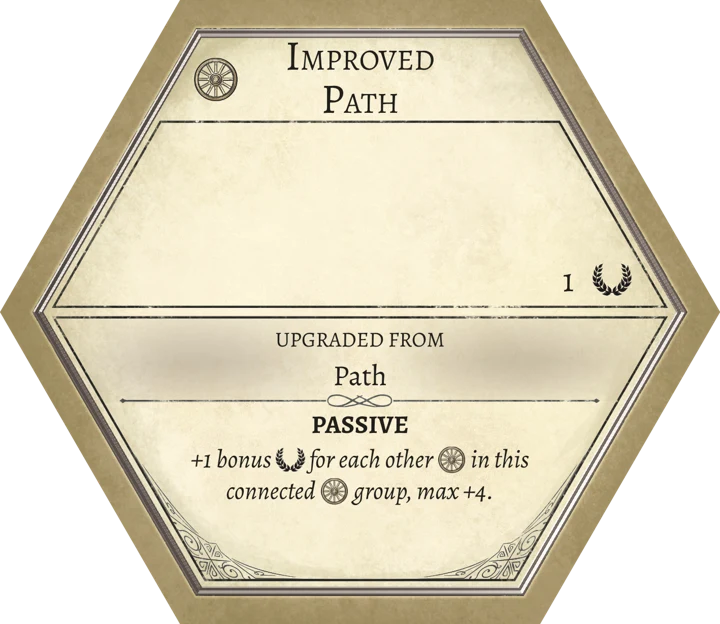 Improved
Path
1
UPGRADED FROM
Path
PASSIVE
+1 bonus for each other in this
connected group, max +4.